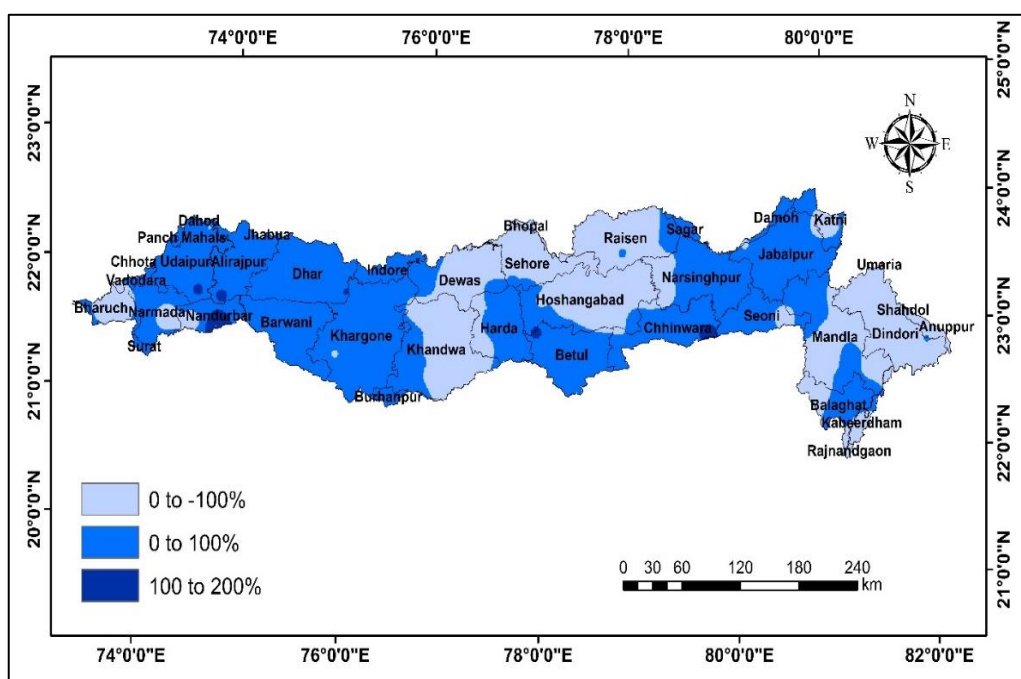 74°0'0"E 76°0'0"E 78°0'0"E 80°0'0"E
25°0'0"N
23°0'0"N
N
W E
S
24°0'0"N
Dahod
Bhopal
Damoh
Katni
Panch Mahals
Jhabua
Raisen
Sagar
22°0'0"N
Chhota
Udaipur
Alirajpur
Dhar
Indore
Dewas
Sehore
Narsinghpur
Jabalpur
Umaria
Vadodara
Bharuch
Narmada
Nandurbar
Hoshangabad
Shahdol
Surat
Barwani
Khargone
Harda
Chhinwara
Seoni
Mandla
Dindori
Anuppur
23°0'0"N
Khandwa
Betul
21°0'0"N
Burhanpur
Balaghat
Kabeerdham
Rajnandgaon
22°0'0"N
0 to -100%
20°0'0"N
0 to 100%
100 to 200%
0 30 60 120 180 240
km
21°0'0"N
74°0'0"E 76°0'0"E 78°0'0"E 80°0'0"E 82°0'0"E